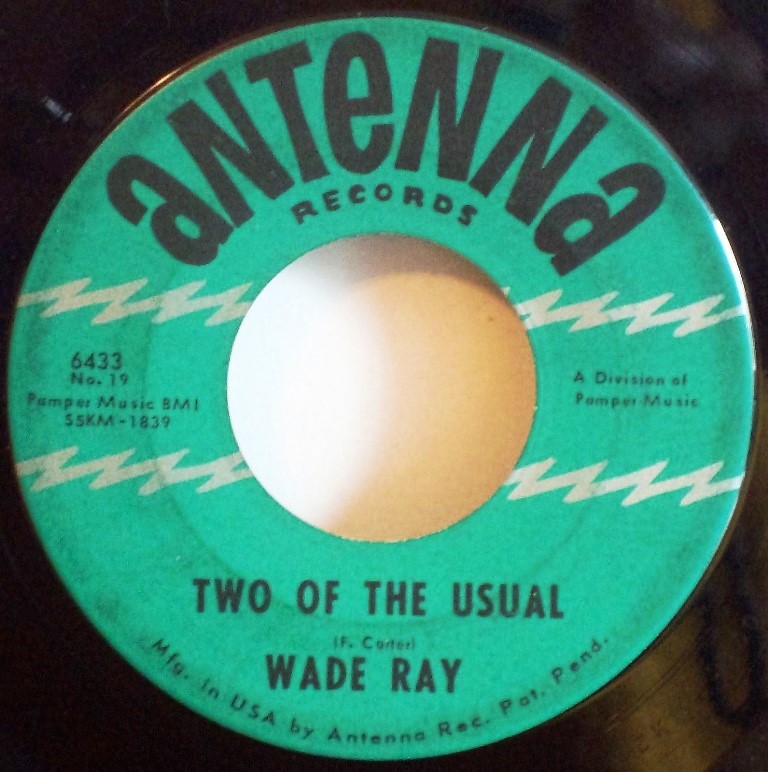 ANTENNA
RECORDS
6433
No. 19
Pamper Music BMI
SSKM-1839
A Division of
Pamper Music
TWO OF THE USUAL
(F. Carter)
WADE RAY
Mfg. in USA by Antenna Rec. Pat. Pend.